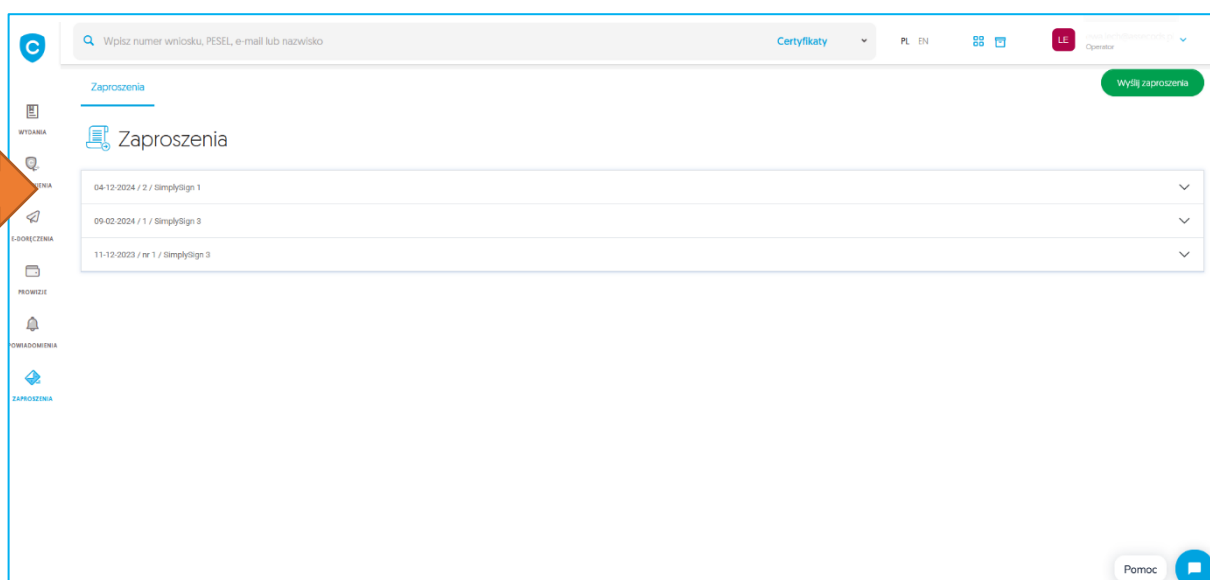 C
Wpisz numer wniosku, PESEL, e-mail lub nazwisko
Certyfikaty
PL EN
LE
Operator
Zaproszenia
Wyślij zaproszenia
WYDANIA
Zaproszenia
04-12-2024 / 2 / SimplySign 1
E-DORĘCZENIA
09-02-2024 / 1 / SimplySign 3
11-12-2023 / nr 1 / SimplySign 3
PROWIZJE
POWIADOMIENIA
ZAPROSZENIA
Pomoc